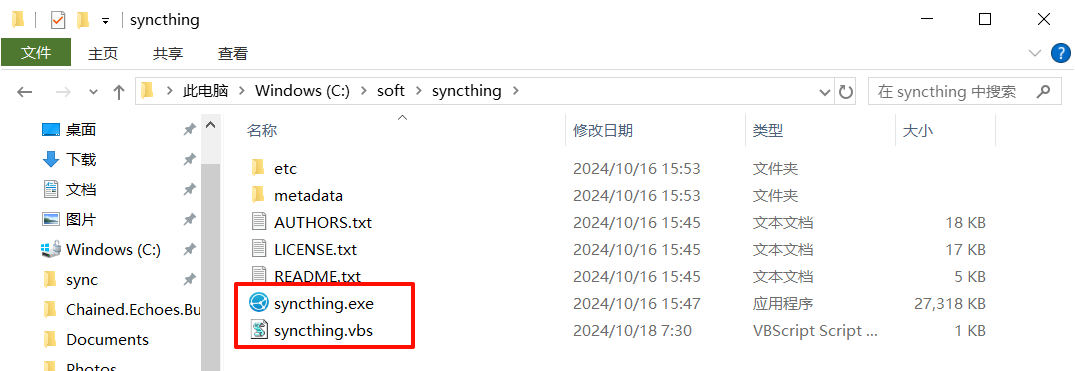 syncthing
文件 主页 共享 查看
此电脑 Windows (C:) soft syncthing 在 syncthing 中搜索
名称 修改日期 类型 大小
桌面
下载
文档
图片
Windows (C:)
sync
Chained.Echoes.Bu
Documents
Photos
etc 2024/10/16 15:53 文件夹
metadata 2024/10/16 15:53 文件夹
AUTHORS.txt 2024/10/16 15:45 文本文档 18 KB
LICENSE.txt 2024/10/16 15:45 文本文档 17 KB
README.txt 2024/10/16 15:45 文本文档 5 KB
syncthing.exe 2024/10/16 15:47 应用程序 27,318 KB
syncthing.vbs 2024/10/18 7:30 VBScript Script ... 1 KB